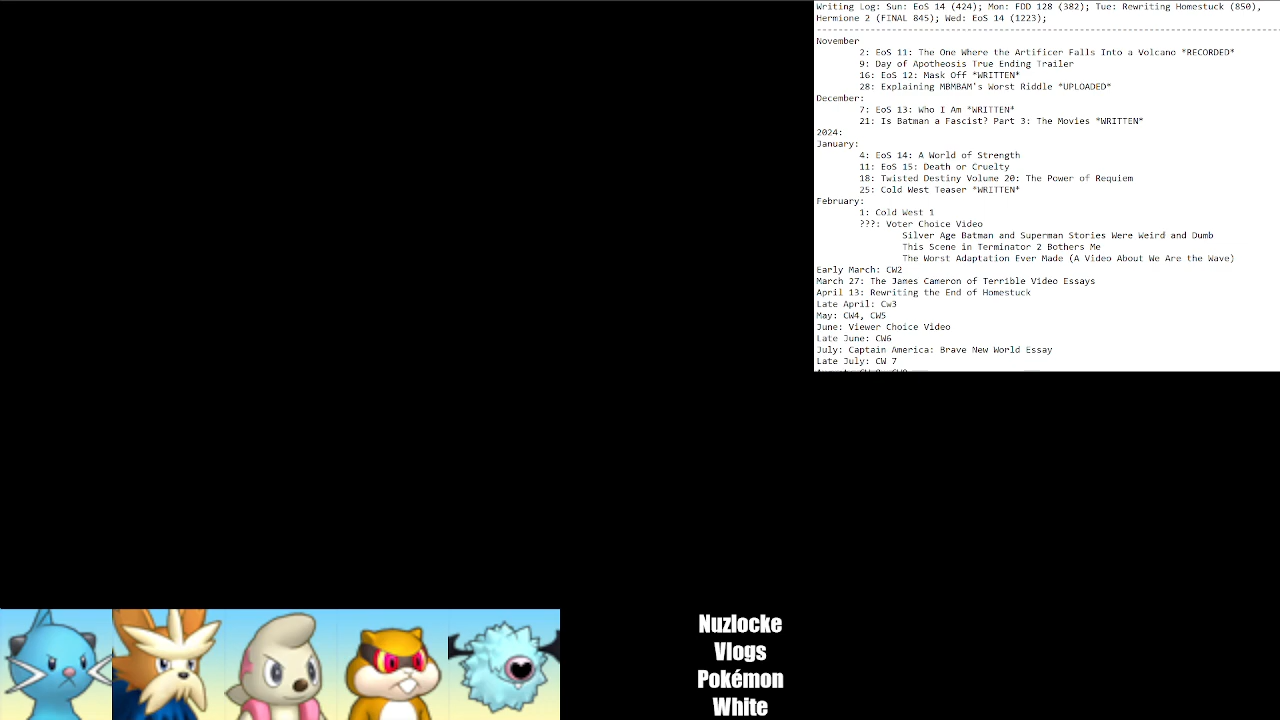 Writing Log: Sun: EoS 14 (424); Mon: FDD 128 (382); Tue: Rewriting Homestuck (850),
Hermione 2 (FINAL 845); Wed: EoS 14 (1223);
November
2: EoS 11: The One Where the Artificer Falls Into a Volcano *RECORDED*
9: Day of Apotheosis True Ending Trailer
16: EoS 12: Mask Off *WRITTEN*
28: Explaining MBMBAM's Worst Riddle *UPLOADED*
December:
7: EoS 13: Who I Am *WRITTEN*
21: Is Batman a Fascist? Part 3: The Movies *WRITTEN*
2024:
January:
4: EoS 14: A World of Strength
11: EoS 15: Death or Cruelty
18: Twisted Destiny Volume 20: The Power of Requiem
25: Cold West Teaser *WRITTEN*
February:
1: Cold West 1
???: Voter Choice Video
Silver Age Batman and Superman Stories Were Weird and Dumb
This Scene in Terminator 2 Bothers Me
The Worst Adaptation Ever Made (A Video About We Are the Wave)
Early March: CW2
March 27: The James Cameron of Terrible Video Essays
April 13: Rewriting the End of Homestuck
Late April: Cw3
May: CW4, CW5
June: Viewer Choice Video
Late June: CW6
July: Captain America: Brave New World Essay
Late July: CW 7
Nuzlocke
Vlogs
Pokémon
White